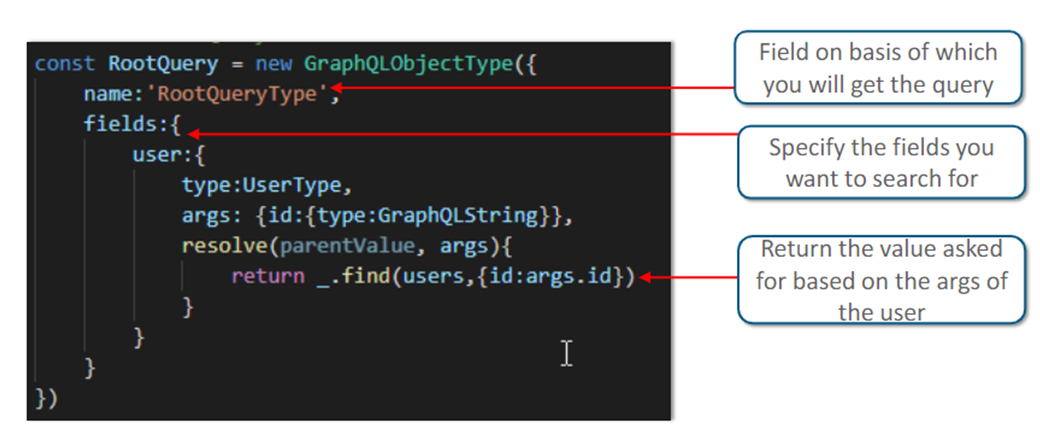 const RootQuery = new GraphQLObjectType({
    name:'RootQueryType',
    fields:{
        user:{
            type:UserType,
            args: {id:{type:GraphQLString}},
            resolve(parentValue, args){
                return _.find(users,{id:args.id})
            }
        }
    }
})
Field on basis of which
you will get the query
Specify the fields you
want to search for
Return the value asked
for based on the args of
the user